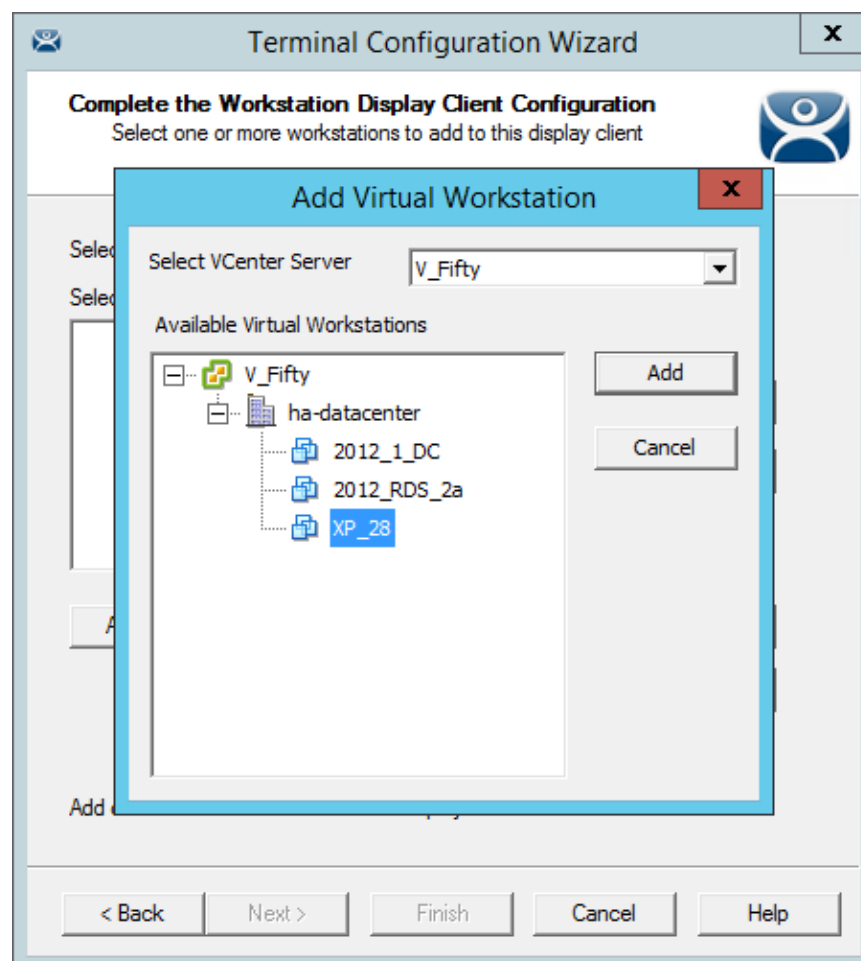 Terminal Configuration Wizard
x
Complete the Workstation Display Client Configuration
Select one or more workstations to add to this display client
Add Virtual Workstation
x
Select VCenter Server
V_Fifty
Available Virtual Workstations
V_Fifty
ha-datacenter
2012_1_DC
2012_RDS_2a
XP_28
Add
Cancel
Add
< Back
Next >
Finish
Cancel
Help